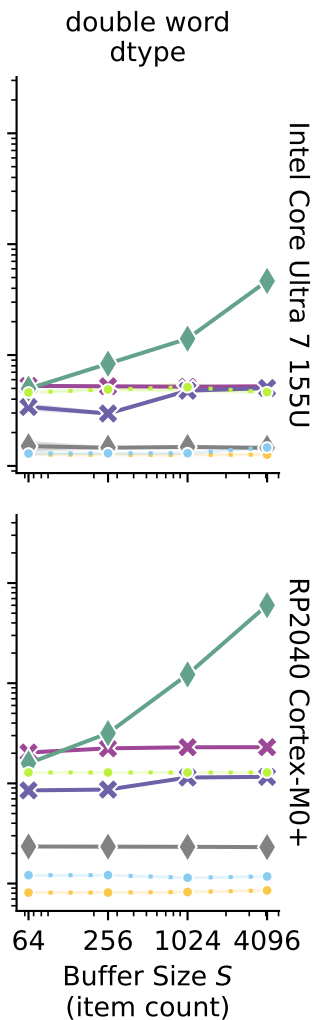 double word
dtype
Intel Core Ultra 7 155U
RP2040 Cortex-M0+
64 256 1024 4096
Buffer Size S
(item count)